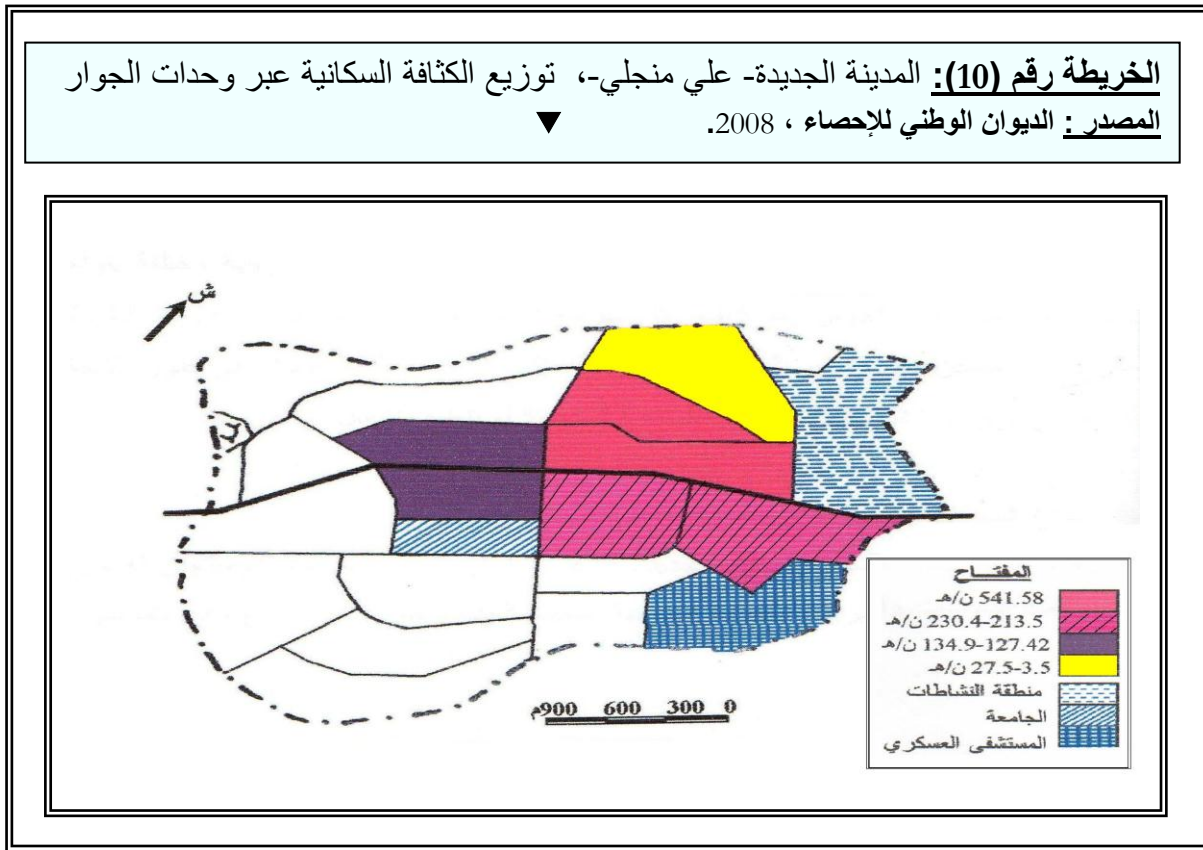 الخريطة رقم (10): المدينة الجديدة- علي منجلي-، توزيع الكثافة السكانية عبر وحدات الجوار
المصدر : الديوان الوطني للإحصاء ، 2008.
ش
المفتـــاح
541.58 ن/هـ
230.4-213.5 ن/هـ
134.9-127.42 ن/هـ
27.5-3.5 ن/هـ
منطقة النشاطات
الجامعة
المستشفى العسكري
0 300 600 900م